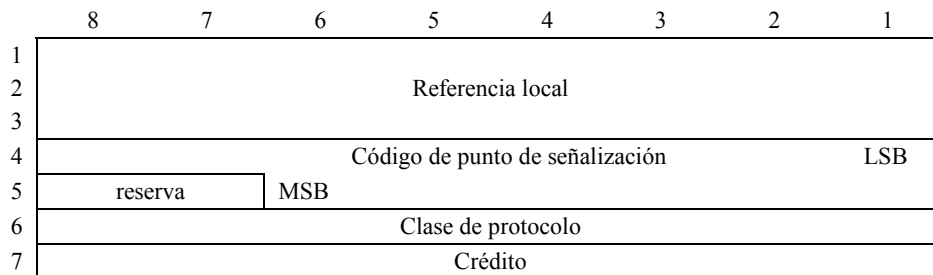 8 7 6 5 4 3 2 1
1
2 Referencia local
3
4 Código de punto de señalización LSB
5 reserva MSB
6 Clase de protocolo
7 Crédito